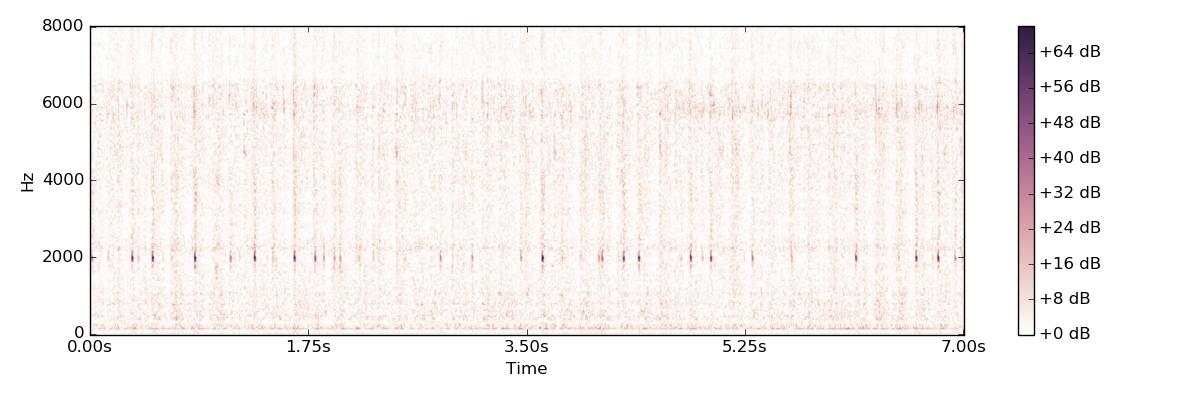 8000
6000
4000
2000
0
Hz
0.00s 1.75s 3.50s 5.25s 7.00s
Time
+64 dB
+56 dB
+48 dB
+40 dB
+32 dB
+24 dB
+16 dB
+8 dB
+0 dB